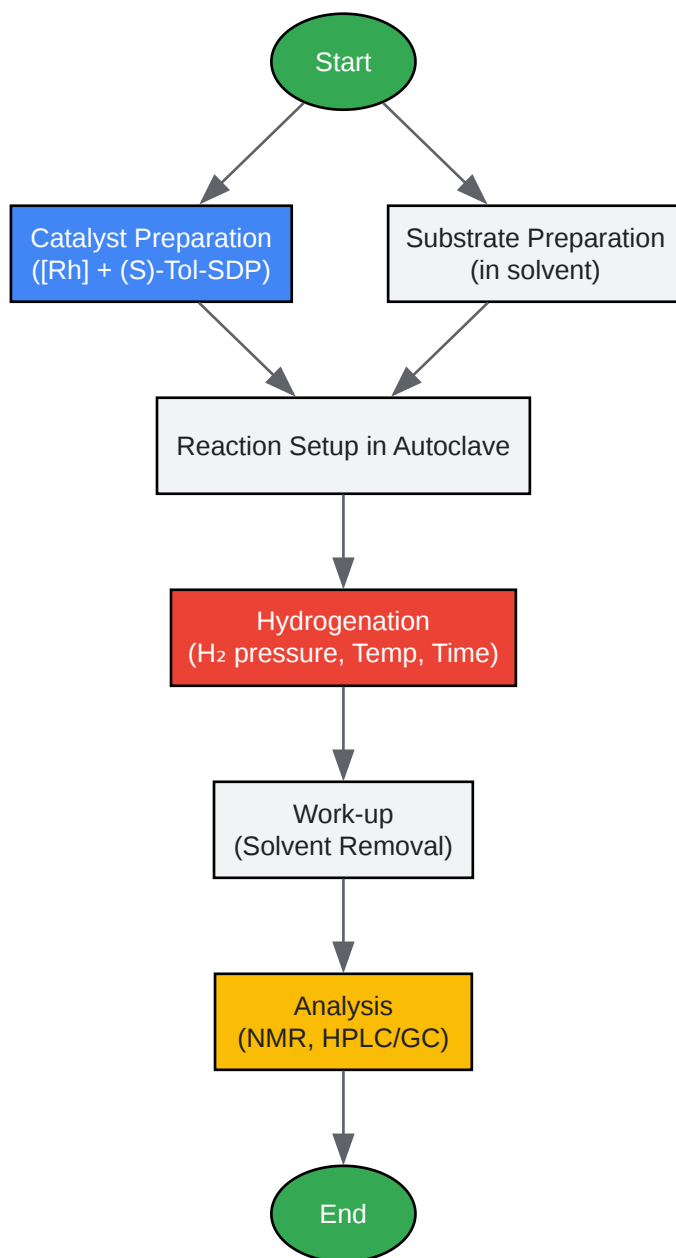 Start
Catalyst Preparation
([Rh] + (S)-Tol-SDP)
Substrate Preparation
(in solvent)
Reaction Setup in Autoclave
Hydrogenation
(H₂ pressure, Temp, Time)
Work-up
(Solvent Removal)
Analysis
(NMR, HPLC/GC)
End